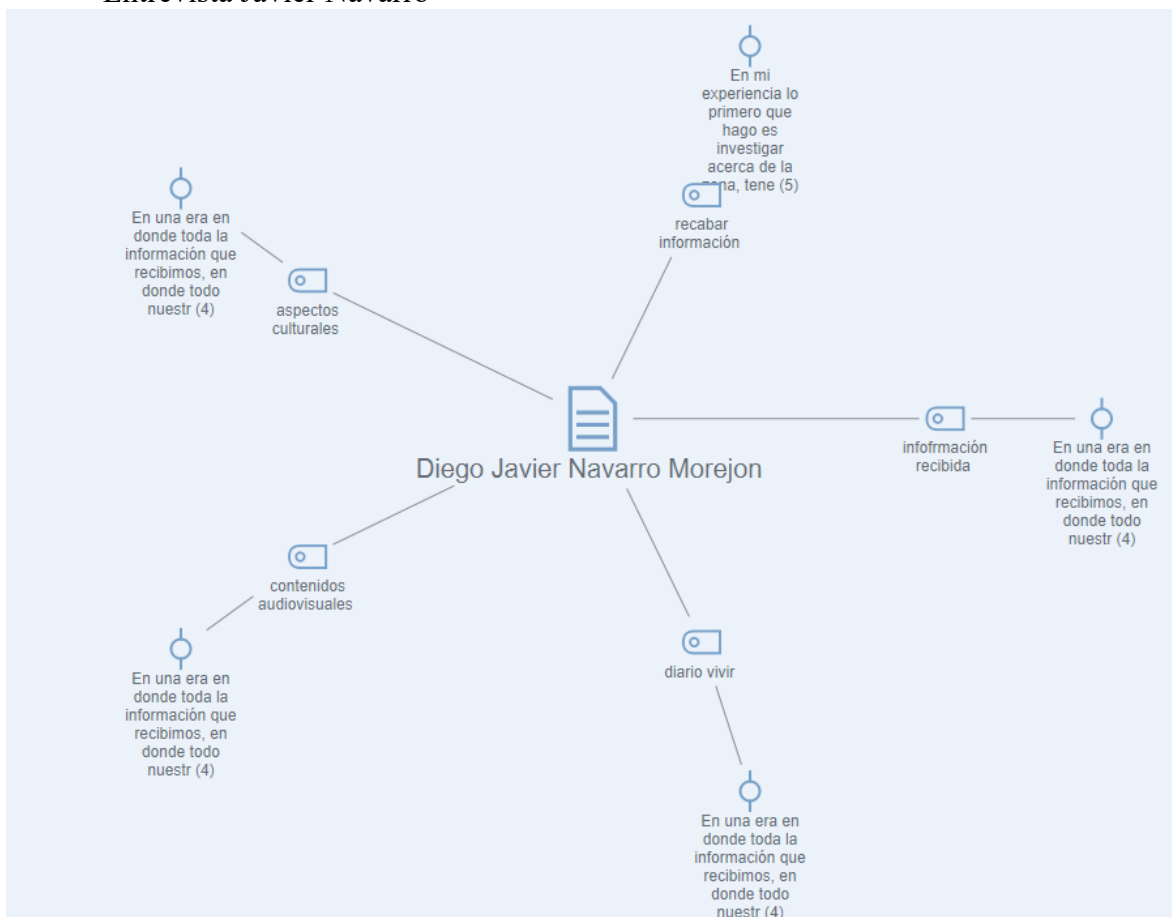 Entrevista Javier Navarro
En mi
experiencia lo
primero que
hago es
investigar
acerca de la
zona, tene (5)
recabar
información
En una era en
donde toda la
información que
recibimos, en
donde todo
nuestr (4)
aspectos
culturales
Diego Javier Navarro Morejon
infofrmación
recibida
En una era en
donde toda la
información que
recibimos, en
donde todo
nuestr (4)
contenidos
audiovisuales
En una era en
donde toda la
información que
recibimos, en
donde todo
nuestr (4)
diario vivir
En una era en
donde toda la
información que
recibimos, en
donde todo
nuestr (4)